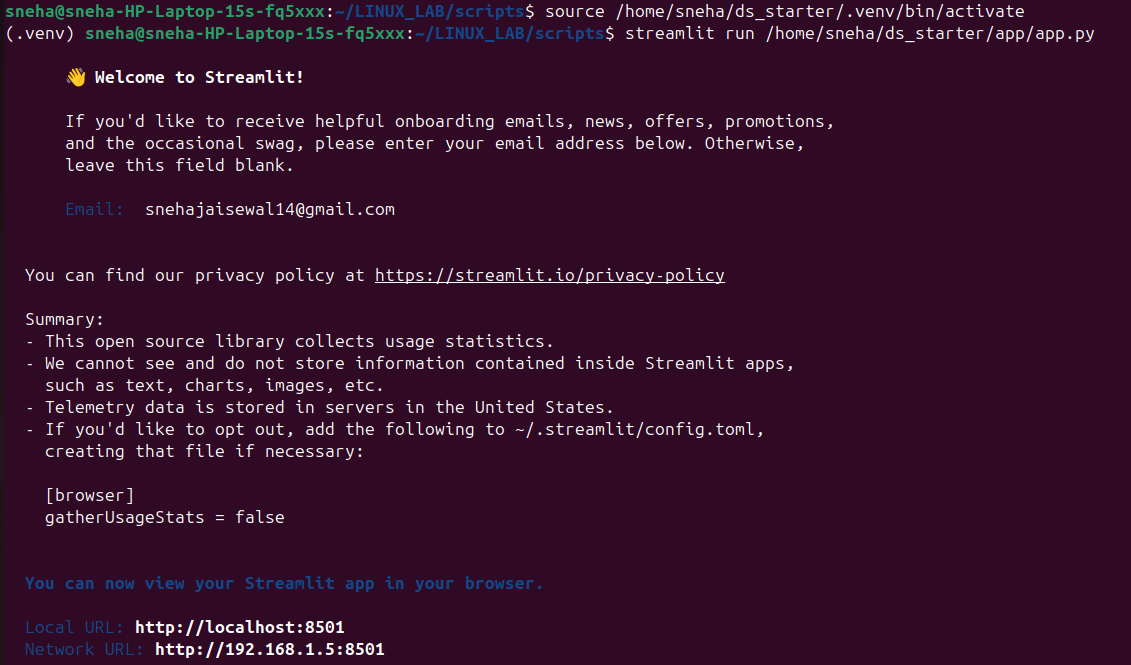 sneha@sneha-HP-Laptop-15s-fq5xxx:~/LINUX_LAB/scripts$ source /home/sneha/ds_starter/.venv/bin/activate
(.venv) sneha@sneha-HP-Laptop-15s-fq5xxx:~/LINUX_LAB/scripts$ streamlit run /home/sneha/ds_starter/app/app.py
👋 Welcome to Streamlit!
If you'd like to receive helpful onboarding emails, news, offers, promotions,
and the occasional swag, please enter your email address below. Otherwise,
leave this field blank.
Email: snehajaisewal14@gmail.com
You can find our privacy policy at https://streamlit.io/privacy-policy
Summary:
- This open source library collects usage statistics.
- We cannot see and do not store information contained inside Streamlit apps,
such as text, charts, images, etc.
- Telemetry data is stored in servers in the United States.
- If you'd like to opt out, add the following to ~/.streamlit/config.toml,
creating that file if necessary:
[browser]
gatherUsageStats = false
You can now view your Streamlit app in your browser.
Local URL: http://localhost:8501
Network URL: http://192.168.1.5:8501